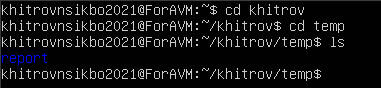 khitrovnsikbo2021@ForAVM:~$ cd khitrov
khitrovnsikbo2021@ForAVM:~/khitrov$ cd temp
khitrovnsikbo2021@ForAVM:~/khitrov/temp$ ls
report
khitrovnsikbo2021@ForAVM:~/khitrov/temp$